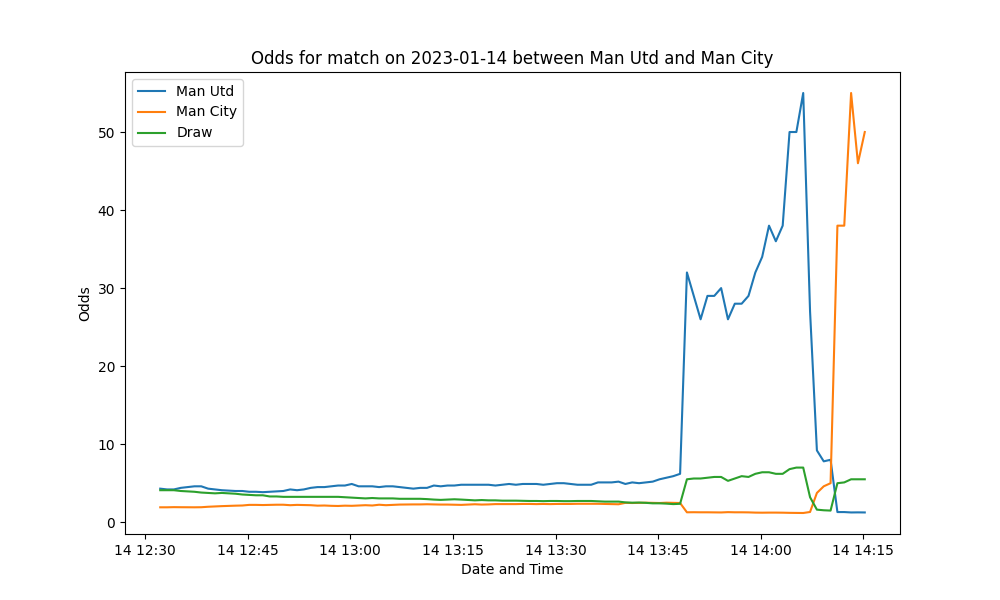 Odds for match on 2023-01-14 between Man Utd and Man City
Man Utd
Man City
Draw
Odds
50
40
30
20
10
0
14 12:30 14 12:45 14 13:00 14 13:15 14 13:30 14 13:45 14 14:00 14 14:15
Date and Time